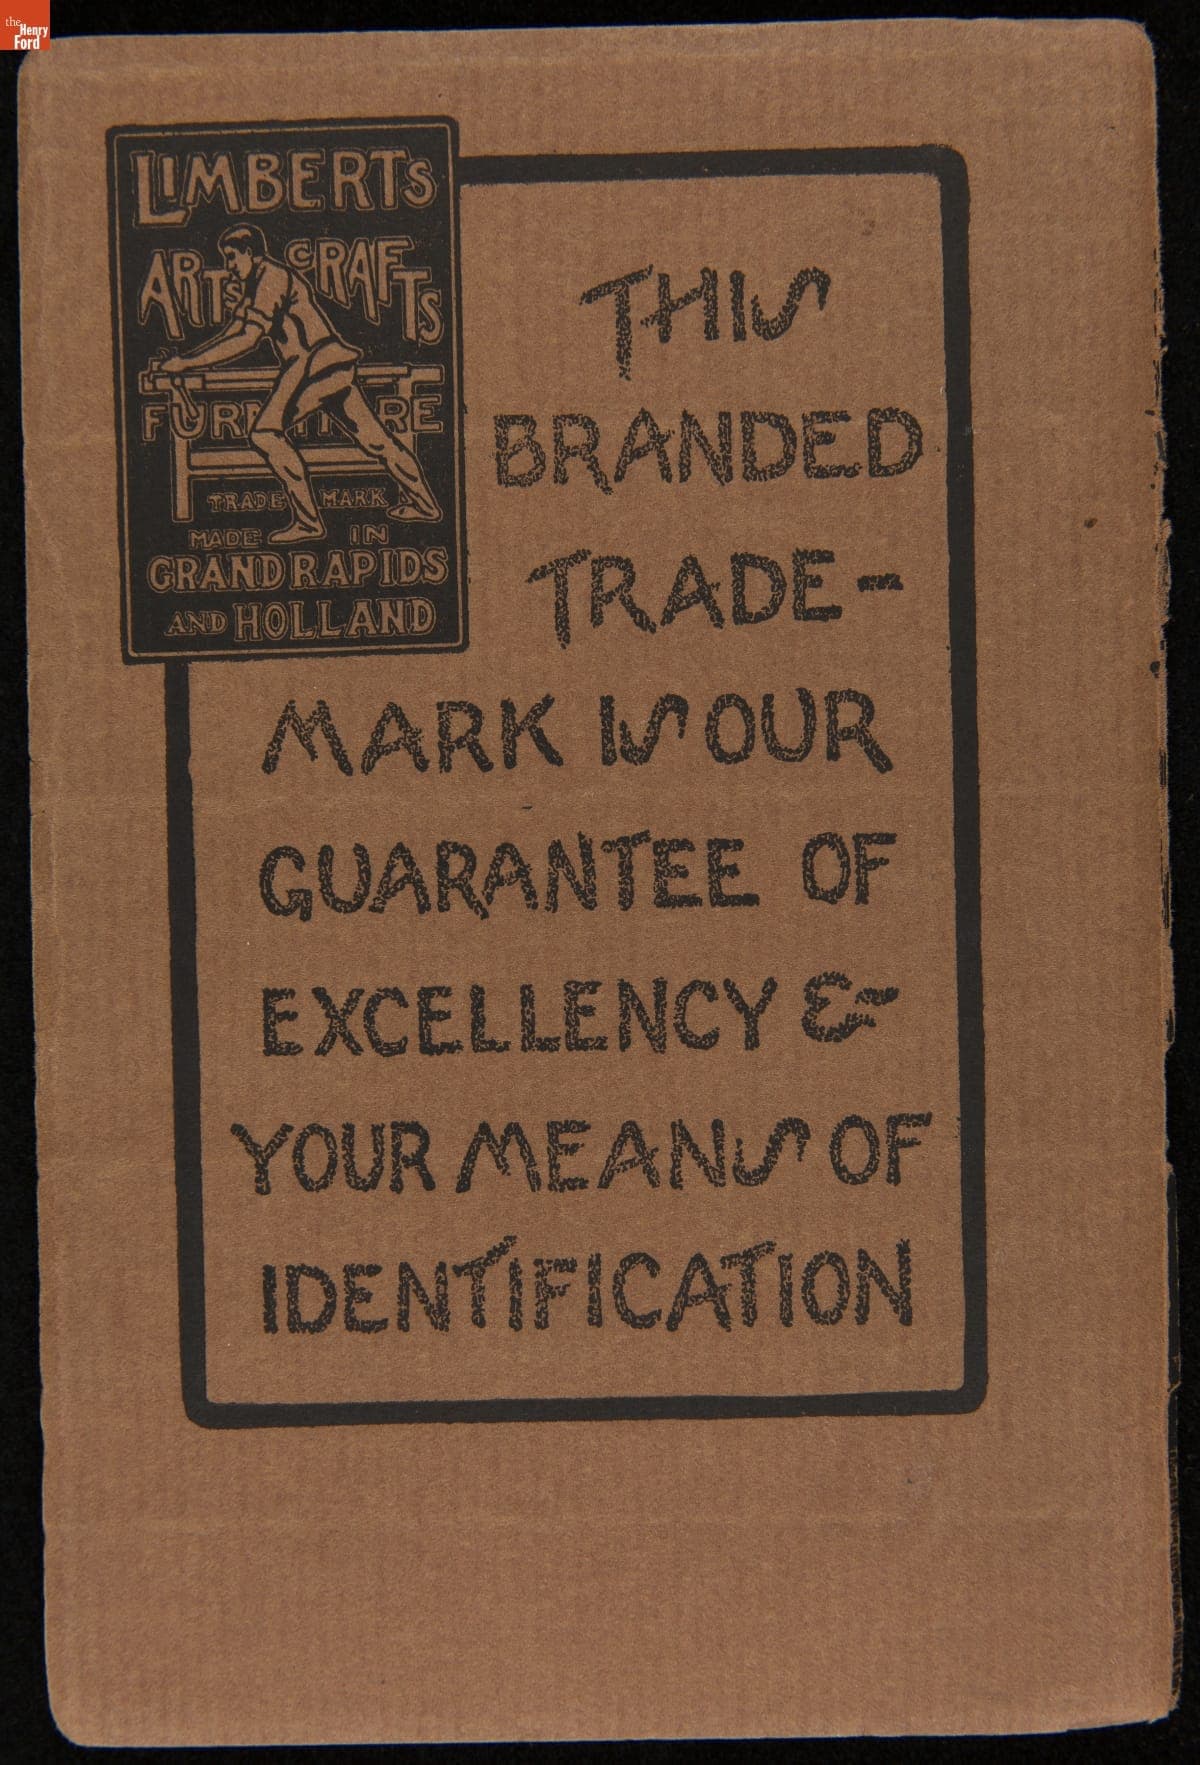 the
Henry
Ford
LIMBERTS
ARTS CRAFTS
FURNITURE
TRADE MARK
MADE IN
GRAND RAPIDS
AND HOLLAND
THIS
BRANDED
TRADE-
MARK IS OUR
GUARANTEE OF
EXCELLENCY &
YOUR MEANS OF
IDENTIFICATION